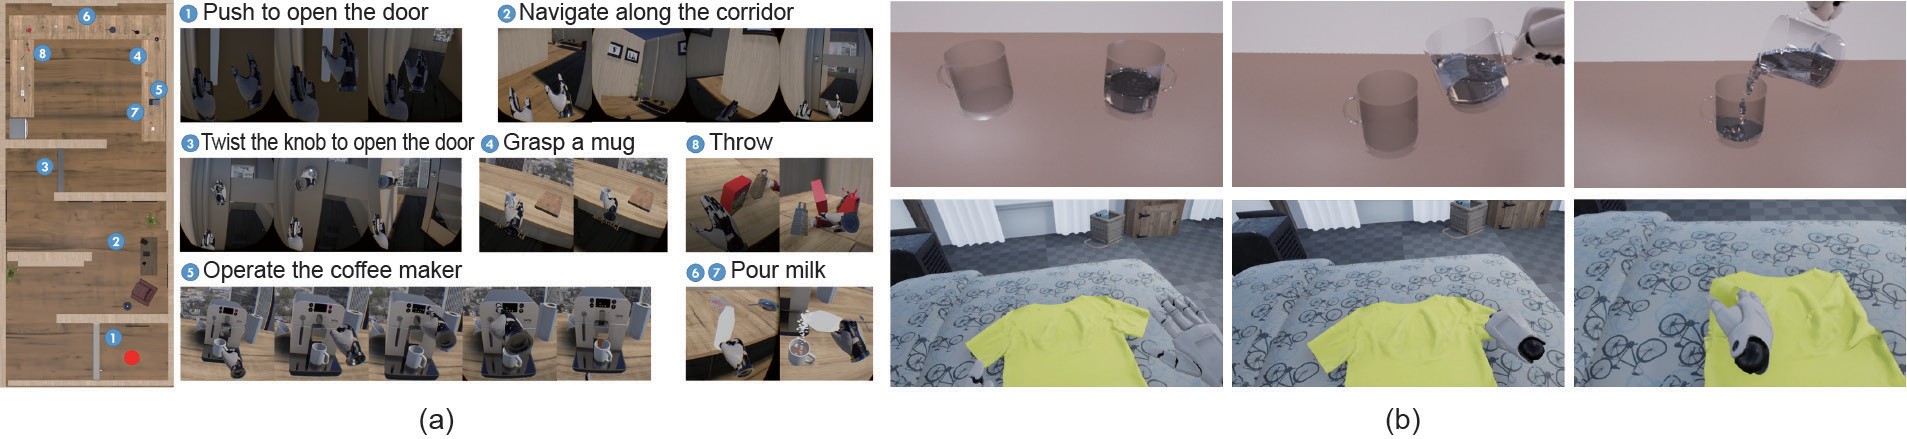 6
8
4
5
7
3
2
1
1 Push to open the door
2 Navigate along the corridor
3 Twist the knob to open the door
4 Grasp a mug
8 Throw
5 Operate the coffee maker
6 7 Pour milk
(a)
(b)